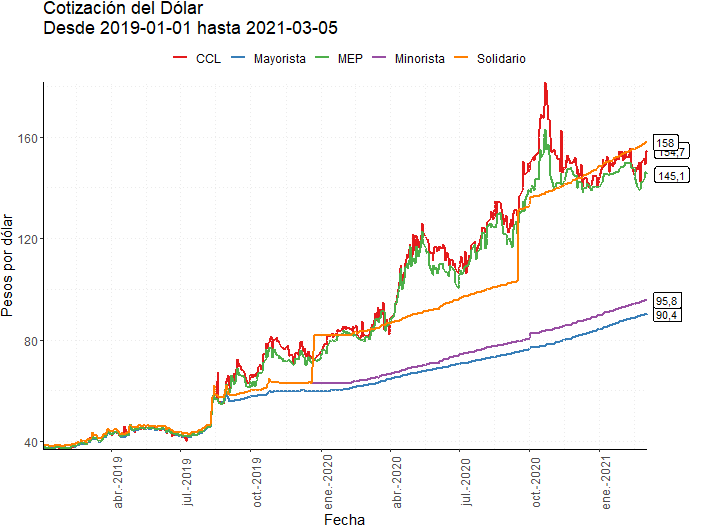 Cotización del Dólar
Desde 2019-01-01 hasta 2021-03-05
CCL Mayorista MEP Minorista Solidario
Pesos por dólar
160
120
80
40
158
154,7
145,1
95,8
90,4
abr.-2019
jul.-2019
oct.-2019
ene.-2020
abr.-2020
jul.-2020
oct.-2020
ene.-2021
Fecha